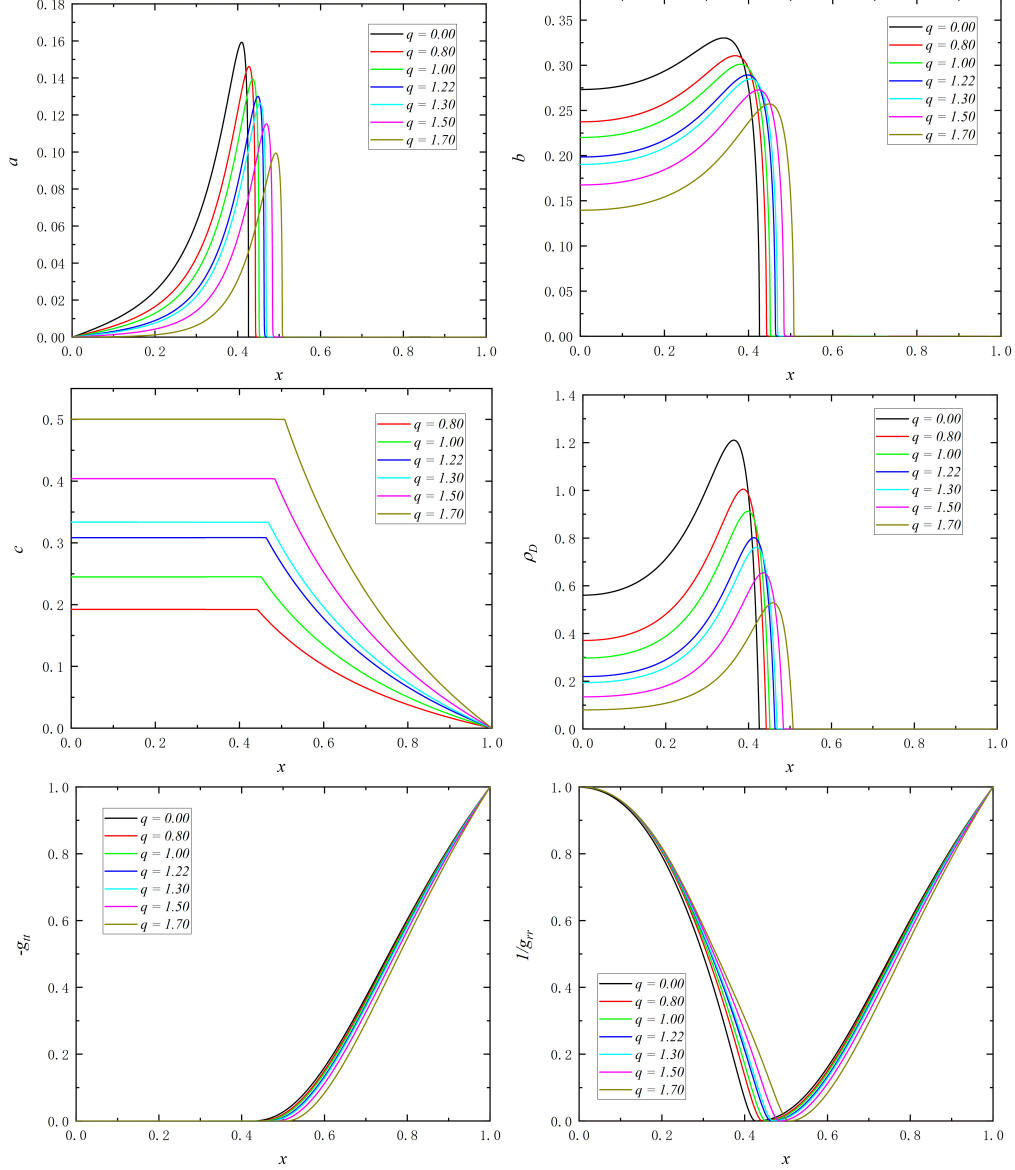 0.18
0.16
0.14
0.12
0.10
0.08
0.06
0.04
0.02
0.00
a
q = 0.00
q = 0.80
q = 1.00
q = 1.22
q = 1.30
q = 1.50
q = 1.70
0.0 0.2 0.4 0.6 0.8 1.0
x
0.35
0.30
0.25
0.20
0.15
0.10
0.05
0.00
b
q = 0.00
q = 0.80
q = 1.00
q = 1.22
q = 1.30
q = 1.50
q = 1.70
0.0 0.2 0.4 0.6 0.8 1.0
x
0.5
0.4
0.3
0.2
0.1
0.0
c
q = 0.80
q = 1.00
q = 1.22
q = 1.30
q = 1.50
q = 1.70
0.0 0.2 0.4 0.6 0.8 1.0
x
1.4
1.2
1.0
0.8
0.6
0.4
0.2
0.0
ρD
q = 0.00
q = 0.80
q = 1.00
q = 1.22
q = 1.30
q = 1.50
q = 1.70
0.0 0.2 0.4 0.6 0.8 1.0
x
1.0
0.8
0.6
0.4
0.2
0.0
-gtt
q = 0.00
q = 0.80
q = 1.00
q = 1.22
q = 1.30
q = 1.50
q = 1.70
0.0 0.2 0.4 0.6 0.8 1.0
x
1.0
0.8
0.6
0.4
0.2
0.0
1/grr
q = 0.00
q = 0.80
q = 1.00
q = 1.22
q = 1.30
q = 1.50
q = 1.70
0.0 0.2 0.4 0.6 0.8 1.0
x